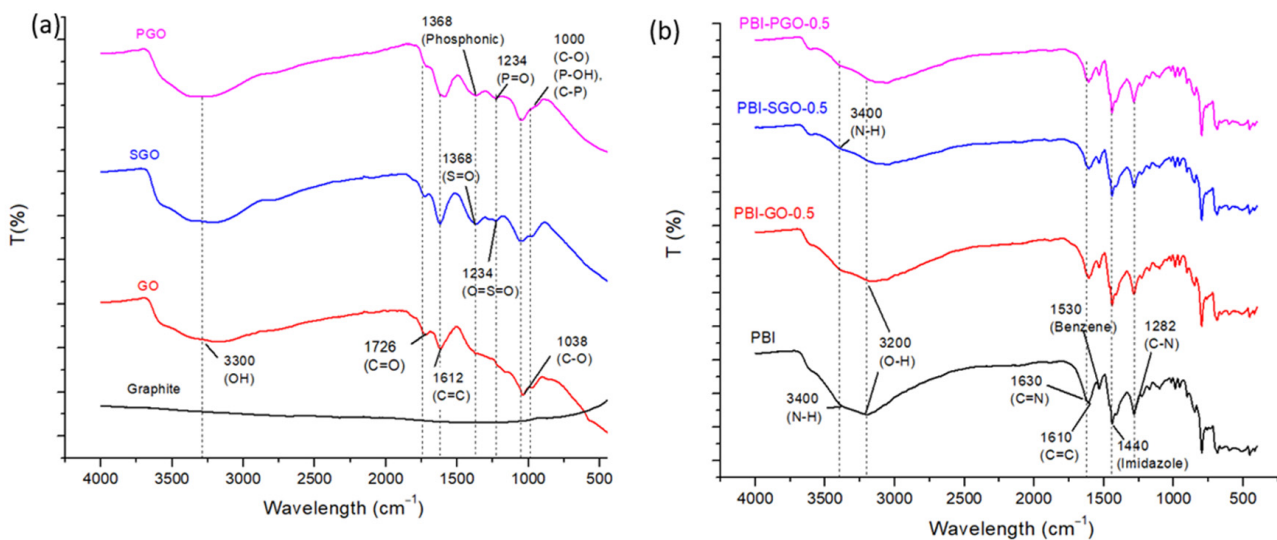 (a)
PGO
1368
(Phosphonic)
1234
(P=O)
1000
(C-O)
(P-OH),
(C-P)
SGO
1368
(S=O)
1234
(O=S=O)
GO
3300
(OH)
1726
(C=O)
1612
(C=C)
1038
(C-O)
Graphite
T(%)
4000 3500 3000 2500 2000 1500 1000 500
Wavelength (cm⁻¹)
(b)
PBI-PGO-0.5
3400
(N-H)
PBI-SGO-0.5
PBI-GO-0.5
3200
(O-H)
1530
(Benzene)
1282
(C-N)
PBI
3400
(N-H)
1630
(C=N)
1610
(C=C)
1440
(Imidazole)
T (%)
4000 3500 3000 2500 2000 1500 1000 500
Wavelength (cm⁻¹)